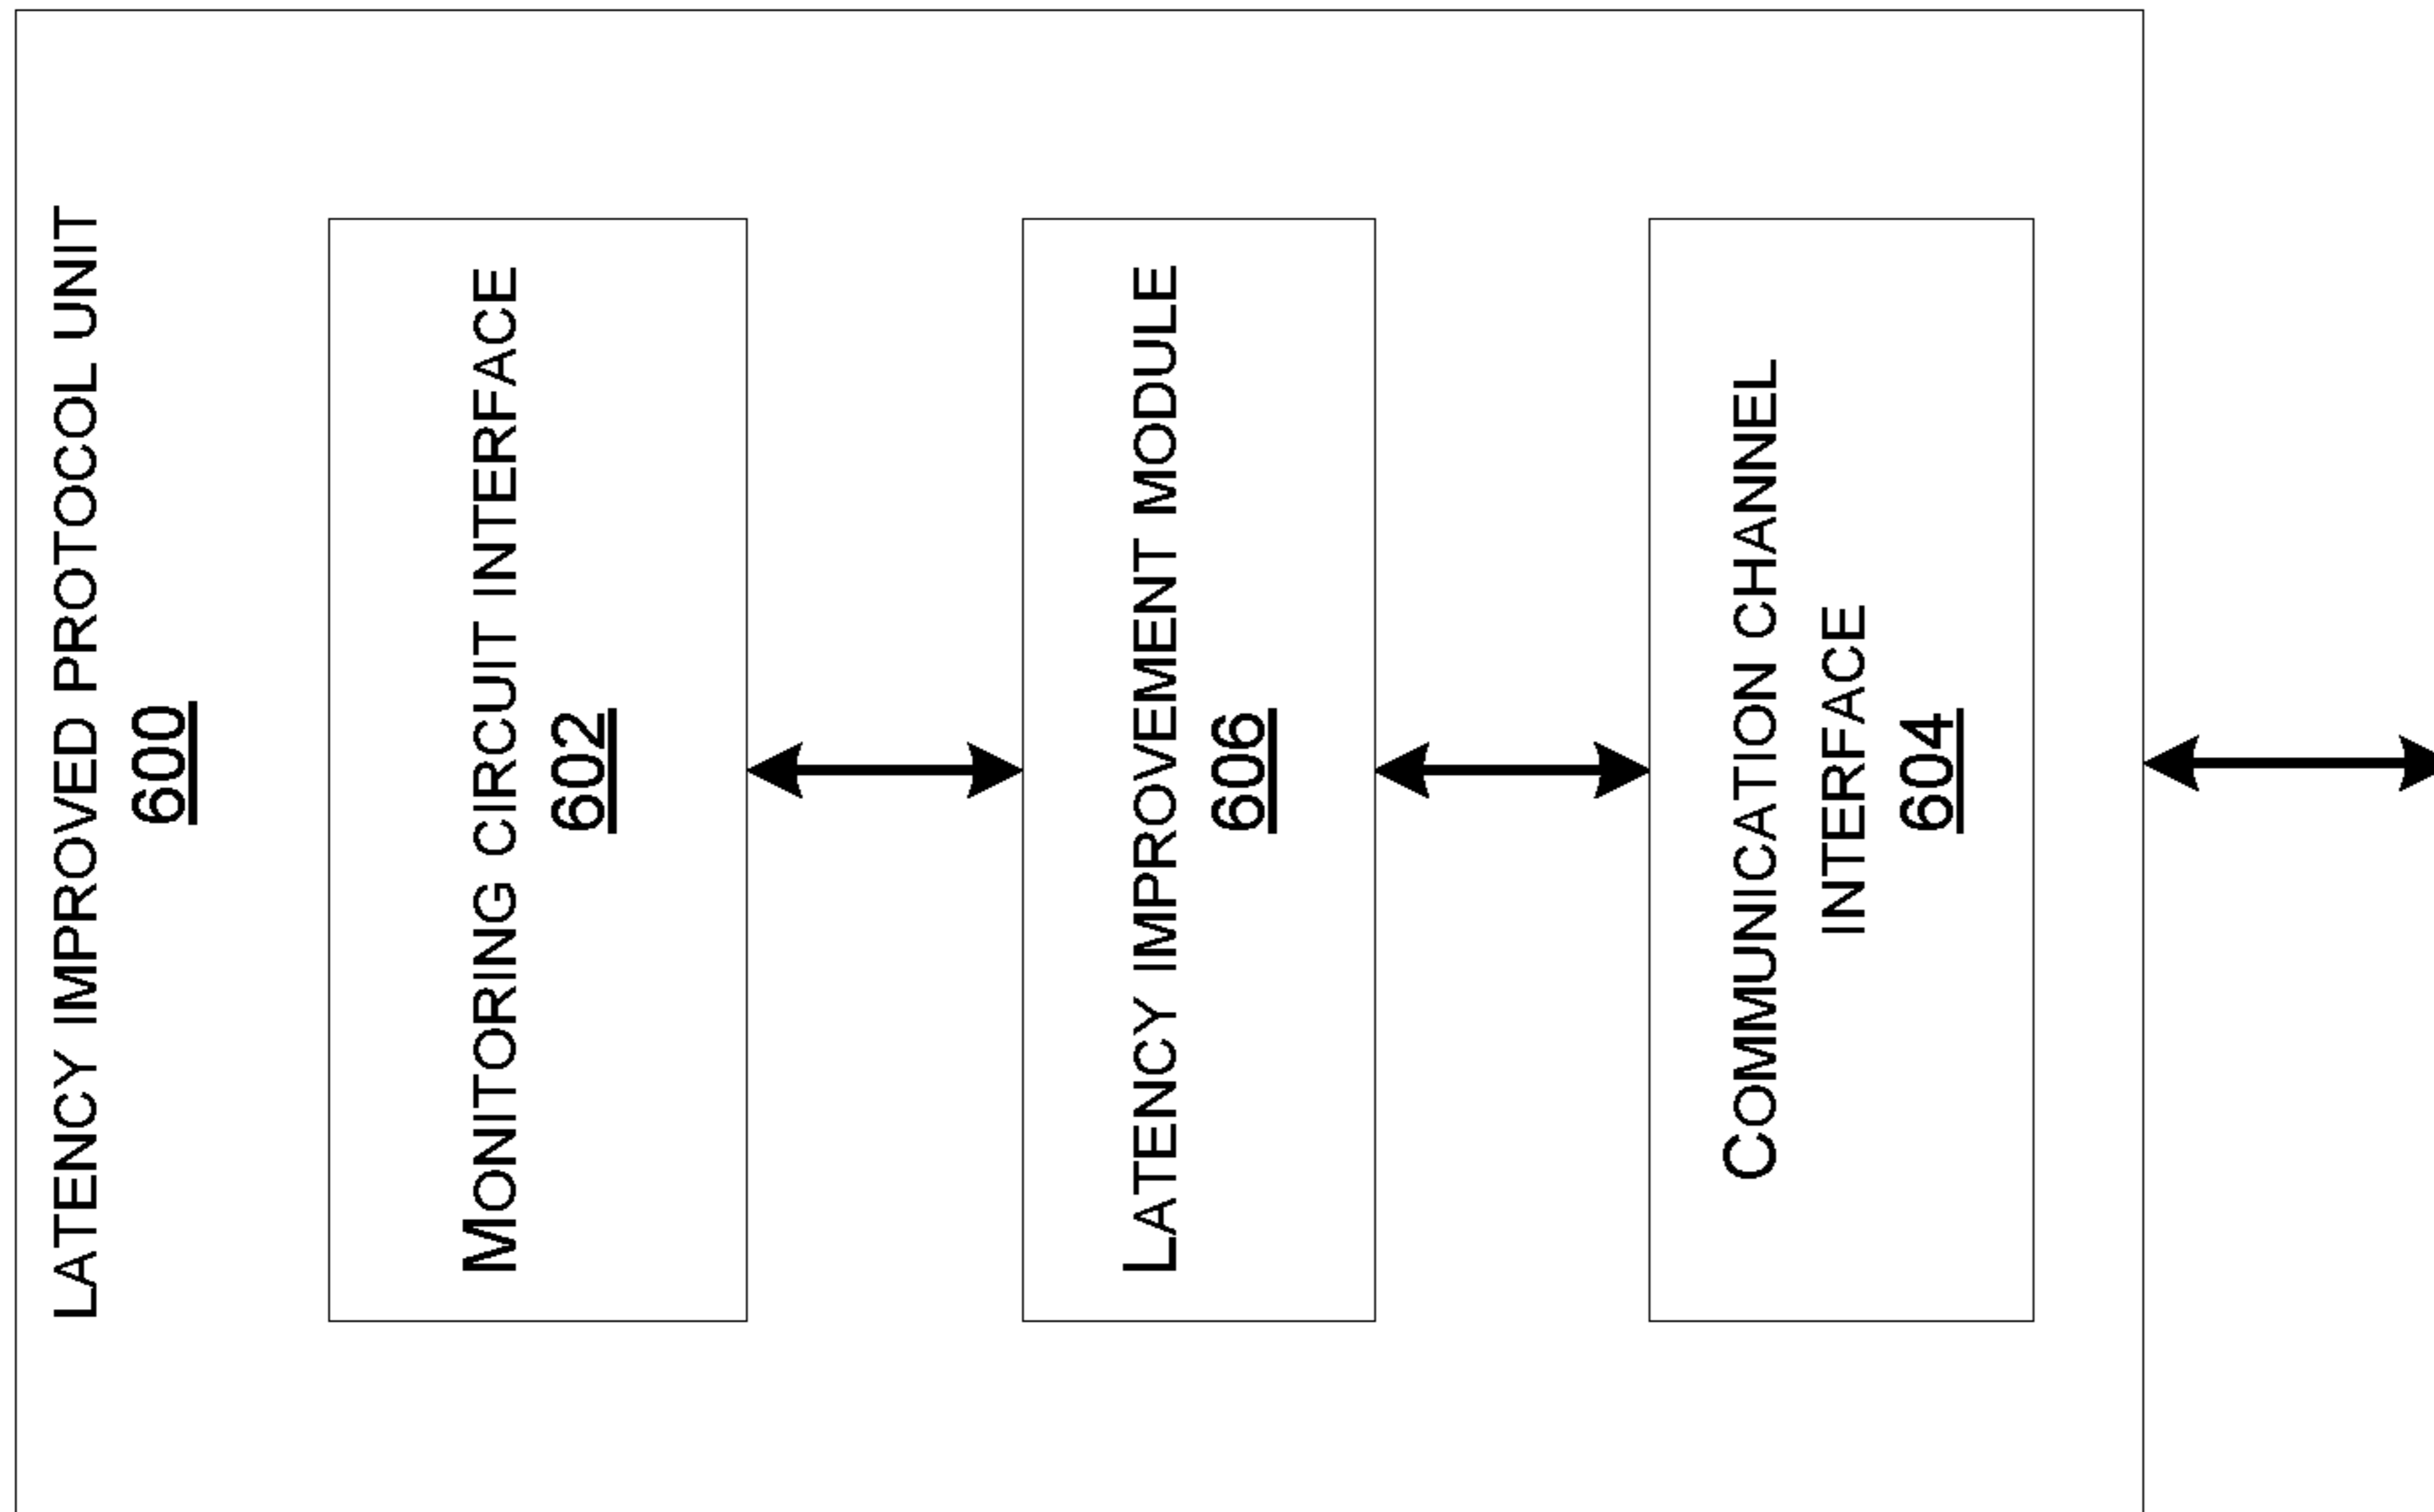 LATENCY IMPROVED PROTOCOL UNIT
600
MONITORING CIRCUIT INTERFACE
602
LATENCY IMPROVEMENT MODULE
606
COMMUNICATION CHANNEL
INTERFACE
604